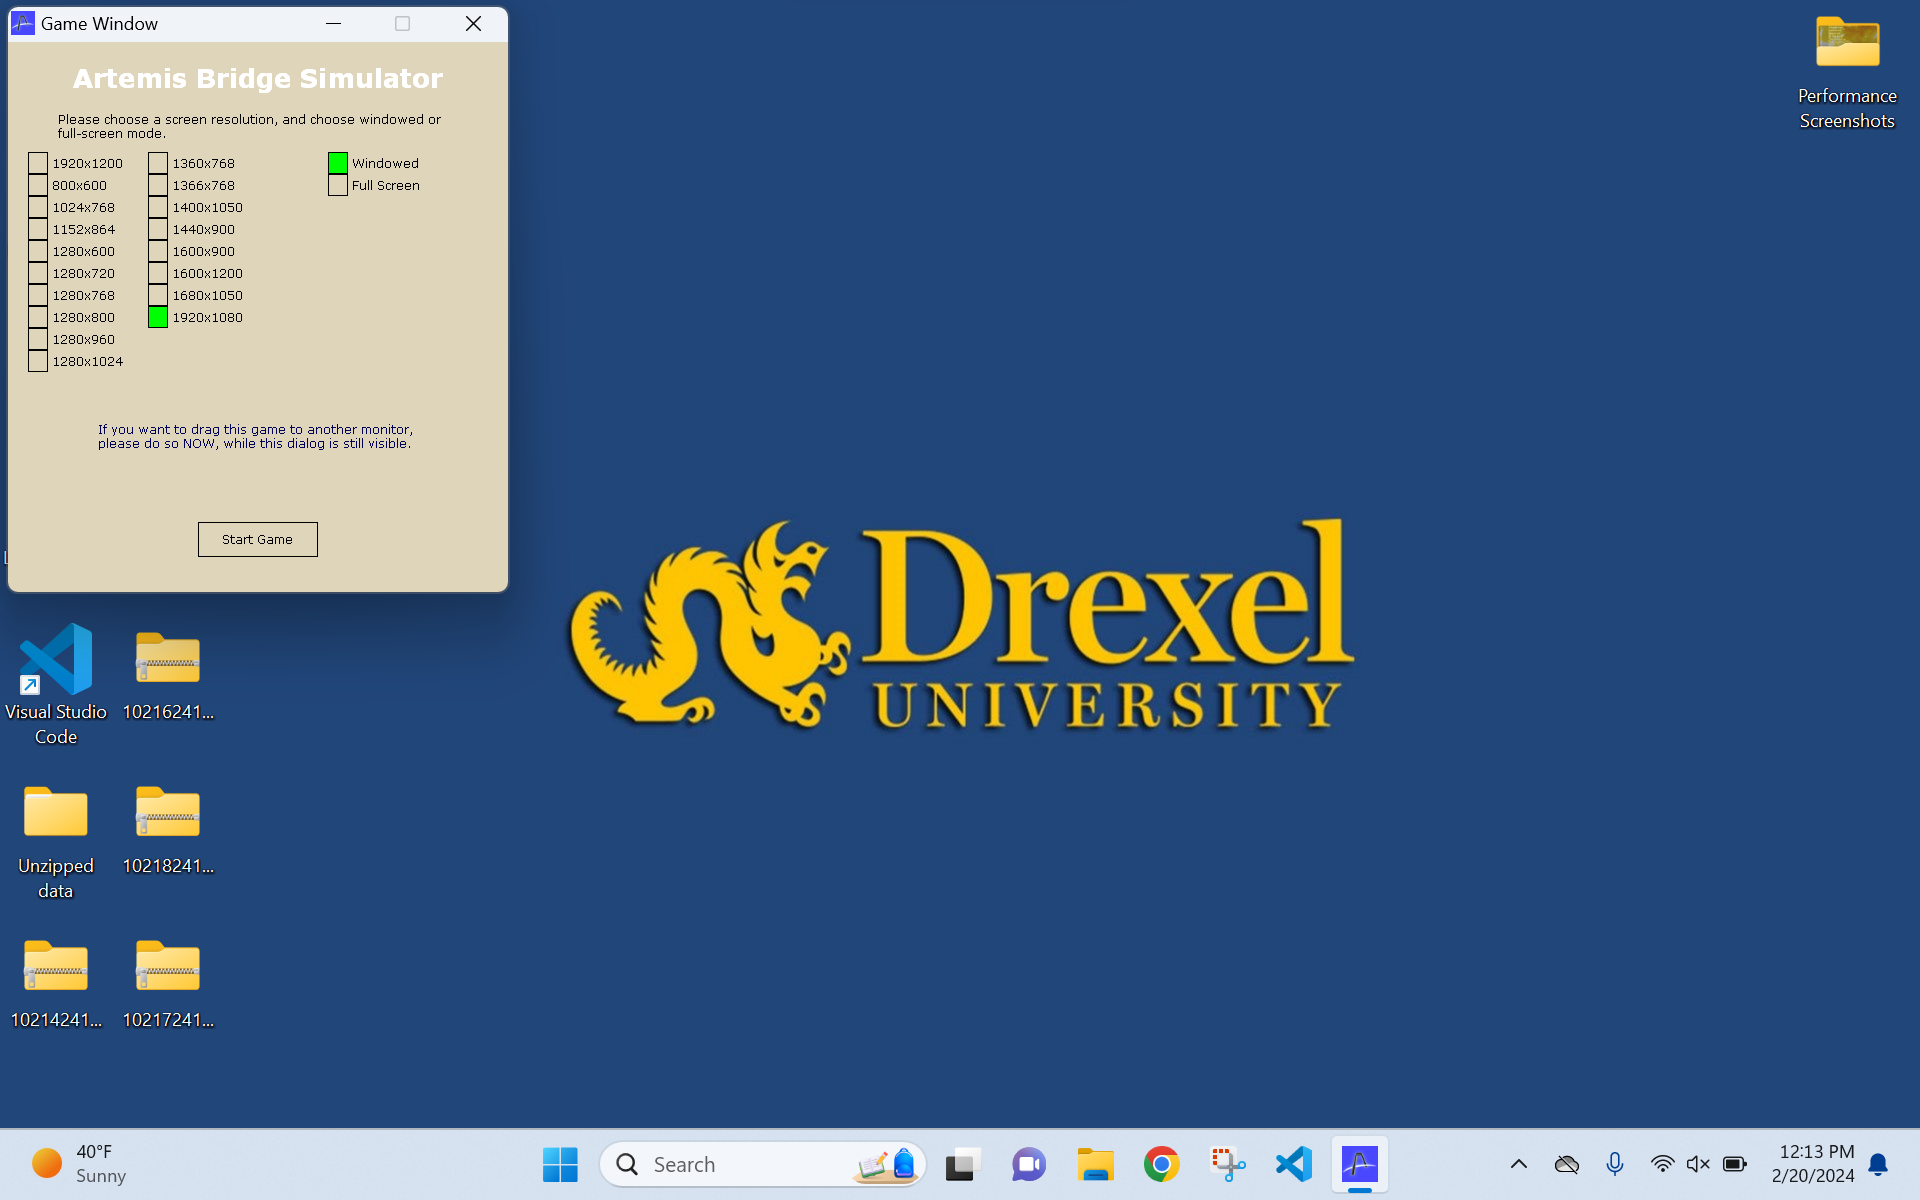 Game Window
Artemis Bridge Simulator
Please choose a screen resolution, and choose windowed or
full-screen mode.
1920x1200
800x600
1024x768
1152x864
1280x600
1280x720
1280x768
1280x800
1280x960
1280x1024
1360x768
1366x768
1400x1050
1440x900
1600x900
1600x1200
1680x1050
1920x1080
Windowed
Full Screen
If you want to drag this game to another monitor,
please do so NOW, while this dialog is still visible.
Start Game
Performance
Screenshots
Drexel
UNIVERSITY
Visual Studio
Code
10216241...
Unzipped
data
10218241...
10214241...
10217241...
40°F
Sunny
Search
12:13 PM
2/20/2024